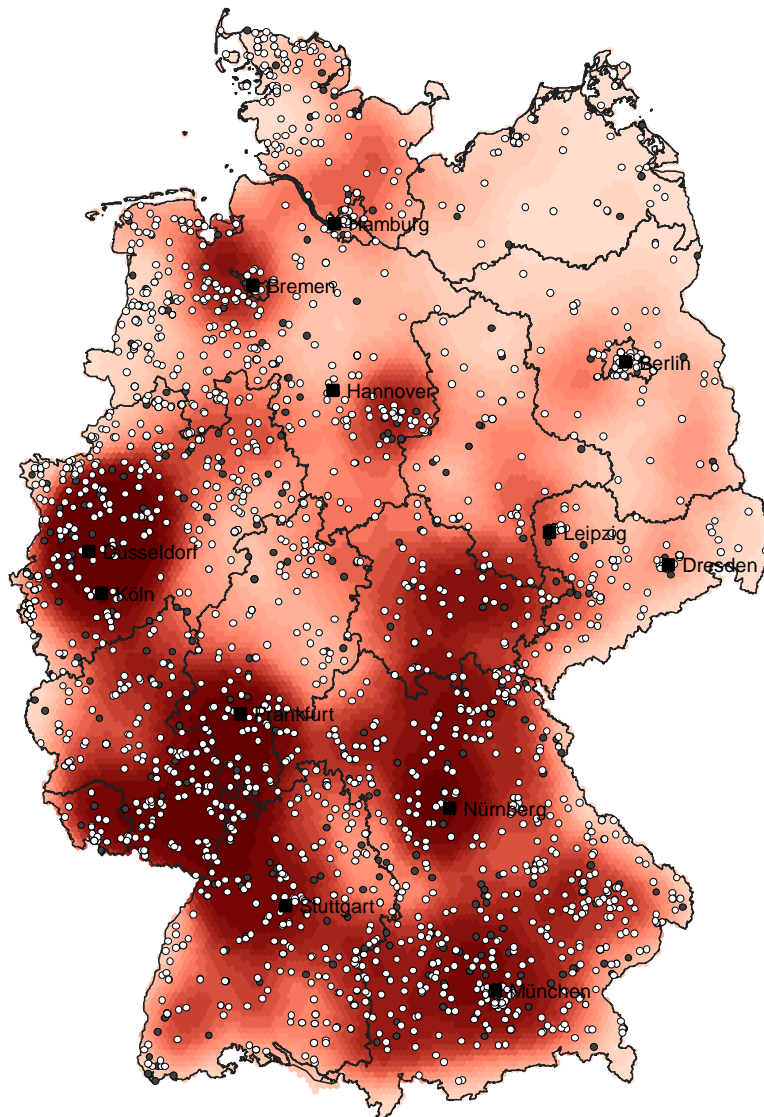 Hamburg
Bremen
Berlin
Hannover
Leipzig
Düsseldorf
Dresden
Köln
Frankfurt
Nürnberg
Stuttgart
München